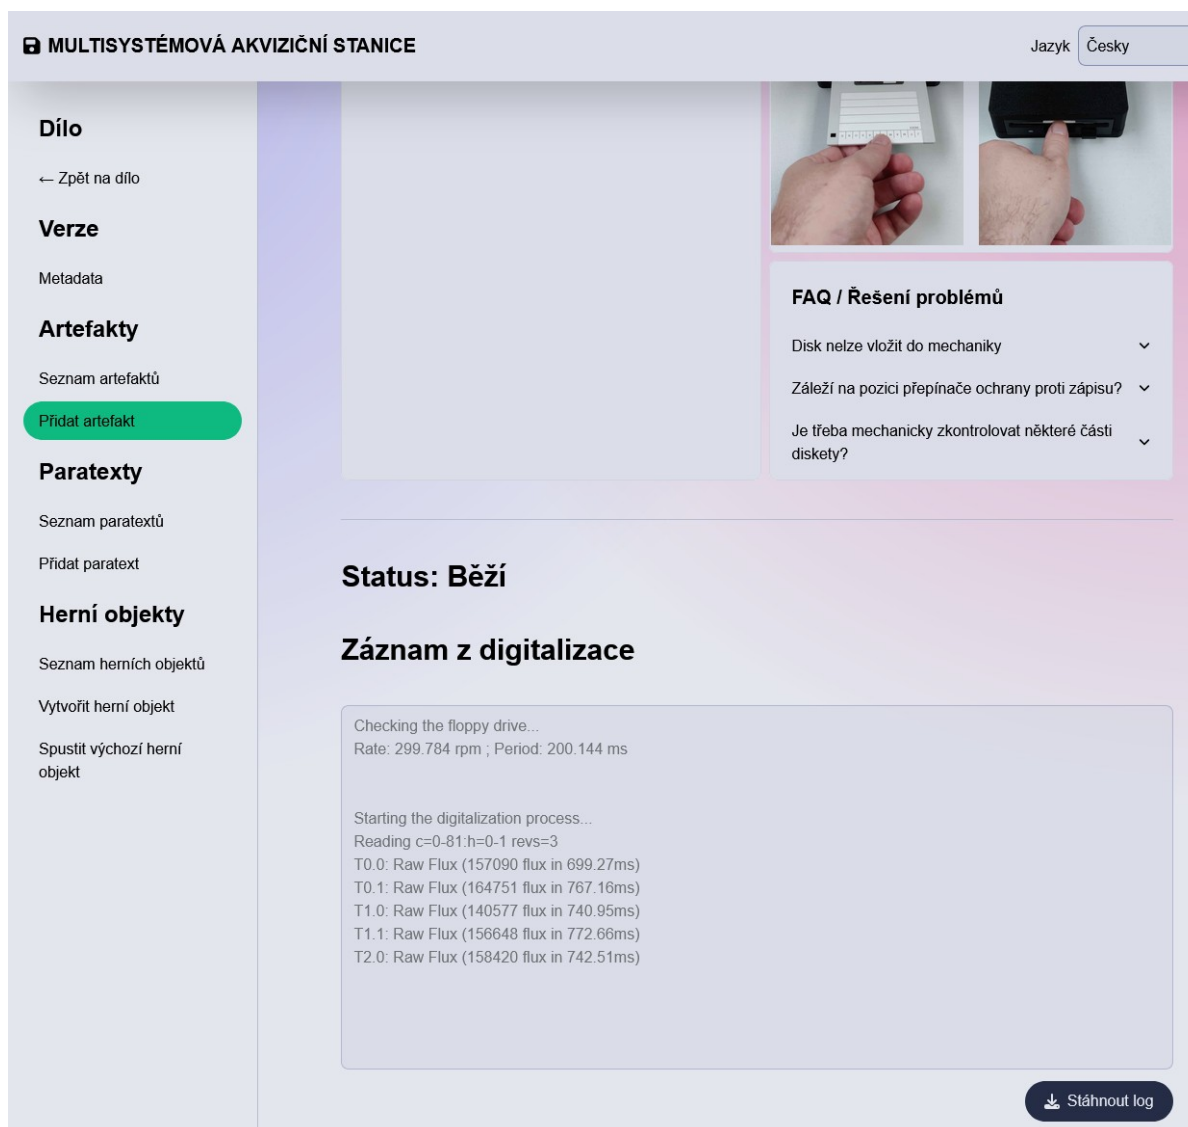 MULTISYSTÉMOVÁ AKVIZIČNÍ STANICE
Jazyk Česky
Dílo
← Zpět na dílo
Verze
Metadata
Artefakty
Seznam artefaktů
Přidat artefakt
Paratexty
Seznam paratextů
Přidat paratext
Herní objekty
Seznam herních objektů
Vytvořit herní objekt
Spustit výchozí herní
objekt
FAQ / Řešení problémů
Disk nelze vložit do mechaniky
Záleží na pozici přepínače ochrany proti zápisu?
Je třeba mechanicky zkontrolovat některé části
diskety?
Status: Běží
Záznam z digitalizace
Checking the floppy drive...
Rate: 299.784 rpm ; Period: 200.144 ms
Starting the digitalization process...
Reading c=0-81:h=0-1 revs=3
T0.0: Raw Flux (157090 flux in 699.27ms)
T0.1: Raw Flux (164751 flux in 767.16ms)
T1.0: Raw Flux (140577 flux in 740.95ms)
T1.1: Raw Flux (156648 flux in 772.66ms)
T2.0: Raw Flux (158420 flux in 742.51ms)
Stáhnout log